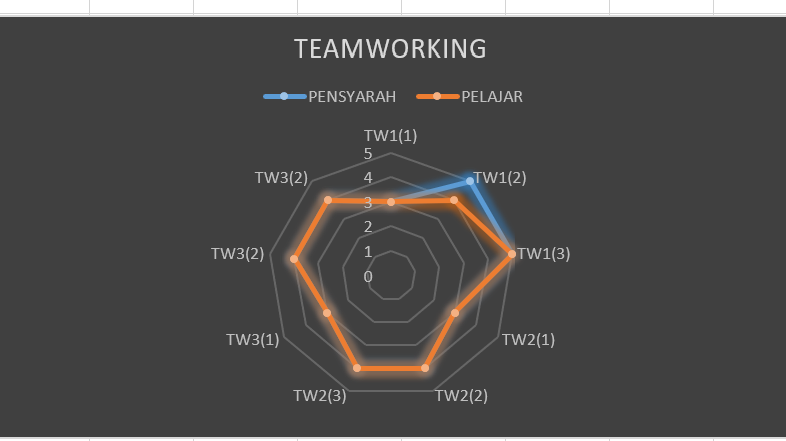 TEAMWORKING
PENSYARAH PELAJAR
TW1(1)
5
TW3(2) 4 TW1(2)
3
2
TW3(2) 1 TW1(3)
0
TW3(1) TW2(1)
TW2(3) TW2(2)